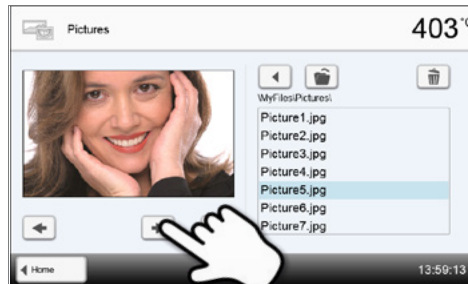 Pictures
403 °C
\MyFiles\Pictures\
Picture1.jpg
Picture2.jpg
Picture3.jpg
Picture4.jpg
Picture5.jpg
Picture6.jpg
Picture7.jpg
Home
13:59:13